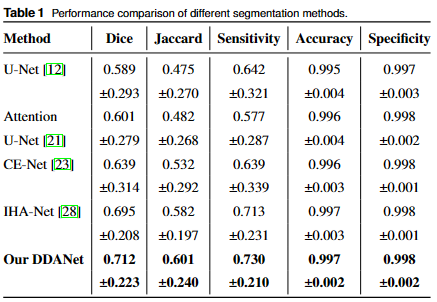 Table 1 Performance comparison of different segmentation methods.
Method Dice Jaccard Sensitivity Accuracy Specificity
U-Net [12] 0.589 0.475 0.642 0.995 0.997
±0.293 ±0.270 ±0.321 ±0.004 ±0.003
Attention 0.601 0.482 0.577 0.996 0.998
U-Net [21] ±0.279 ±0.268 ±0.287 ±0.004 ±0.002
CE-Net [23] 0.639 0.532 0.639 0.996 0.998
±0.314 ±0.292 ±0.339 ±0.003 ±0.001
IHA-Net [28] 0.695 0.582 0.713 0.997 0.998
±0.208 ±0.197 ±0.231 ±0.003 ±0.001
Our DDANet 0.712 0.601 0.730 0.997 0.998
±0.223 ±0.240 ±0.210 ±0.002 ±0.002